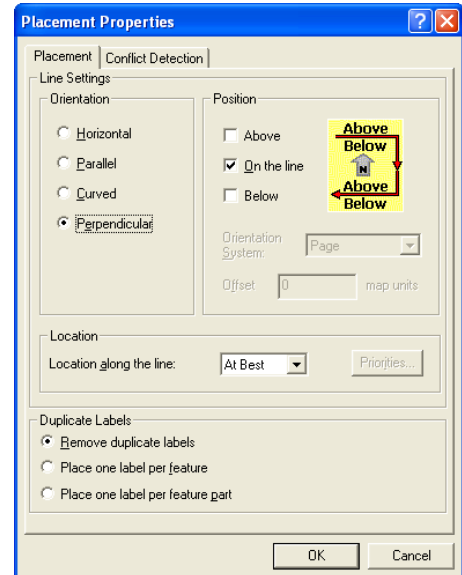 Placement Properties
?
X
Placement
Conflict Detection
Line Settings
Orientation
Horizontal
Parallel
Curved
Perpendicular
Position
Above
On the line
Below
Above
Below
N
Above
Below
Orientation
System:
Page
Offset
0
map units
Location
Location along the line:
At Best
Priorities...
Duplicate Labels
Remove duplicate labels
Place one label per feature
Place one label per feature part
OK
Cancel